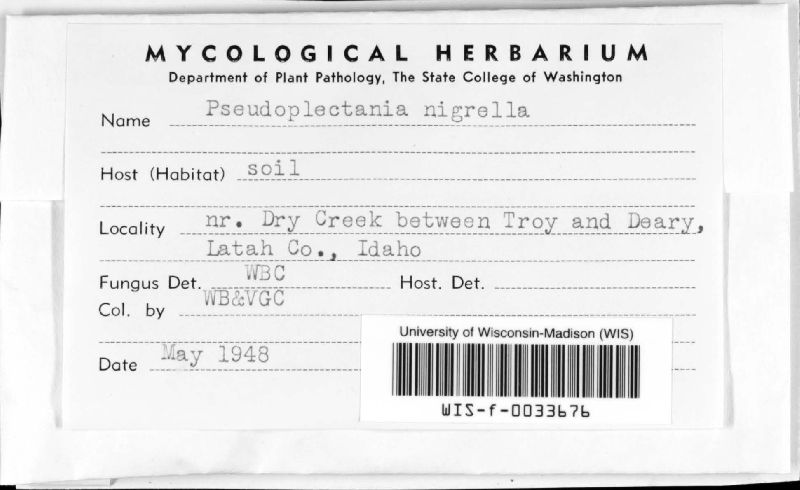 MYCOLOGICAL HERBARIUM
Department of Plant Pathology, The State College of Washington
Name Pseudoplectania nigrella
Host (Habitat) soil
Locality nr. Dry Creek between Troy and Deary,
Latah Co., Idaho
Fungus Det. WBC Host. Det.
Col. by WB&VGC
Date May 1948
University of Wisconsin-Madison (WIS)
WIS-f-0033676